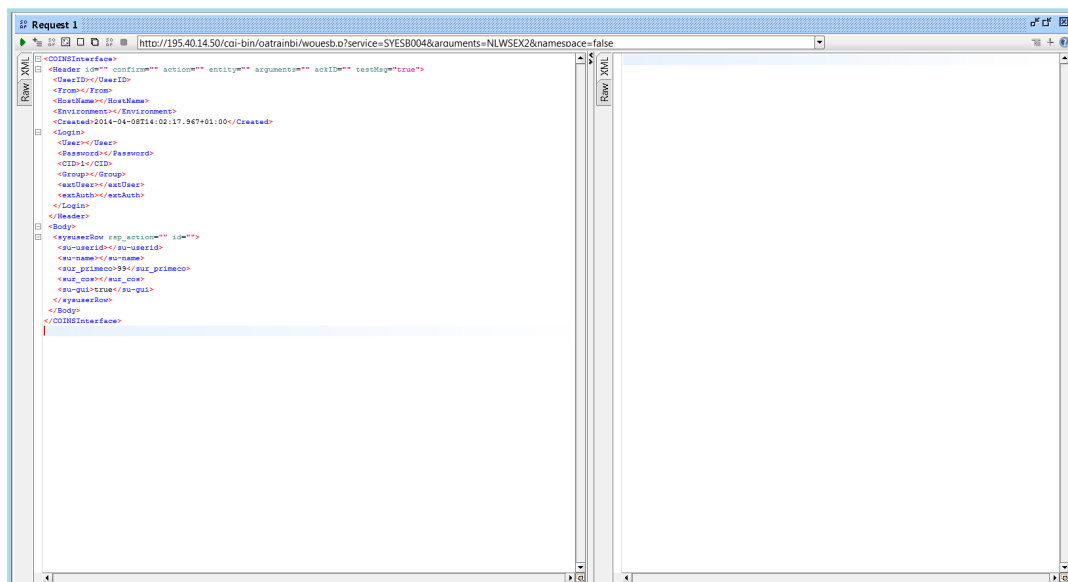 Request 1
http://195.40.14.50/cgi-bin/oatrainbi/wouesb.p?service=SYESB004&arguments=NLWSEX2&namespace=false
XML
Raw
<COINSInterface>
<Header id="" confirm="" action="" entity="" arguments="" ackID="" testMsg="true">
<UserID></UserID>
<From></From>
<HostName></HostName>
<Environment></Environment>
<Created>2014-04-08T14:02:17.967+01:00</Created>
<Login>
<User></User>
<Password></Password>
<CID>1</CID>
<Group></Group>
<extUser></extUser>
<extAuth></extAuth>
</Login>
</Header>
<Body>
<sysuserRow rsp_action="" id="">
<su-userid></su-userid>
<su-name></su-name>
<sur_primeco>99</sur_primeco>
<sur_cos></sur_cos>
<su-gui>true</su-gui>
</sysuserRow>
</Body>
</COINSInterface>
XML
Raw